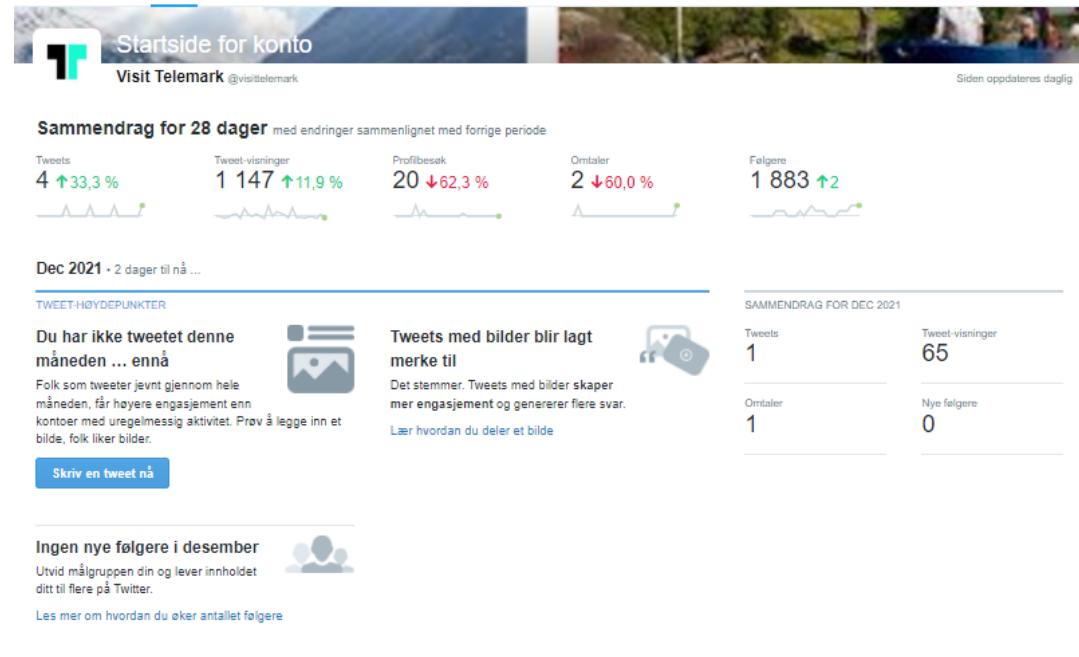 Startside for konto
Visit Telemark @visittelemark
Siden oppdateres daglig
Sammendrag for 28 dager med endringer sammenlignet med forrige periode
Tweets
4 ↑33,3 %
Tweet-visninger
1 147 ↑11,9 %
Profilbesøk
20 ↓62,3 %
Omtaler
2 ↓60,0 %
Følgere
1 883 ↑2
Dec 2021 • 2 dager til nå ...
TWEET-HØYDEPUNKTER
Du har ikke tweetet denne
måneden ... ennå
Folk som tweeter jevnt gjennom hele
måneden, får høyere engasjement enn
kontoer med uregelmessig aktivitet. Prøv å legge inn et
bilde, folk liker bilder.
Skriv en tweet nå
Tweets med bilder blir lagt
merke til
Det stemmer. Tweets med bilder skaper
mer engasjement og genererer flere svar.
Lær hvordan du deler et bilde
Ingen nye følgere i desember
Utvid målgruppen din og lever innholdet
ditt til flere på Twitter.
Les mer om hvordan du øker antallet følgere
SAMMENDRAG FOR DEC 2021
Tweets
1
Tweet-visninger
65
Omtaler
1
Nye følgere
0